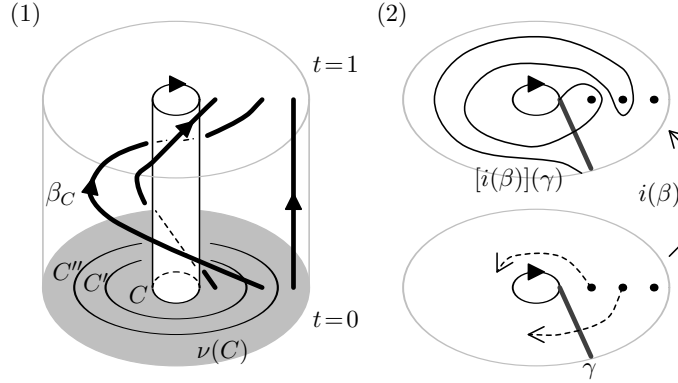 (1)
t=1
β_C
C''
C'
C
ν(C)
t=0
(2)
[i(β)](γ)
i(β)
γ